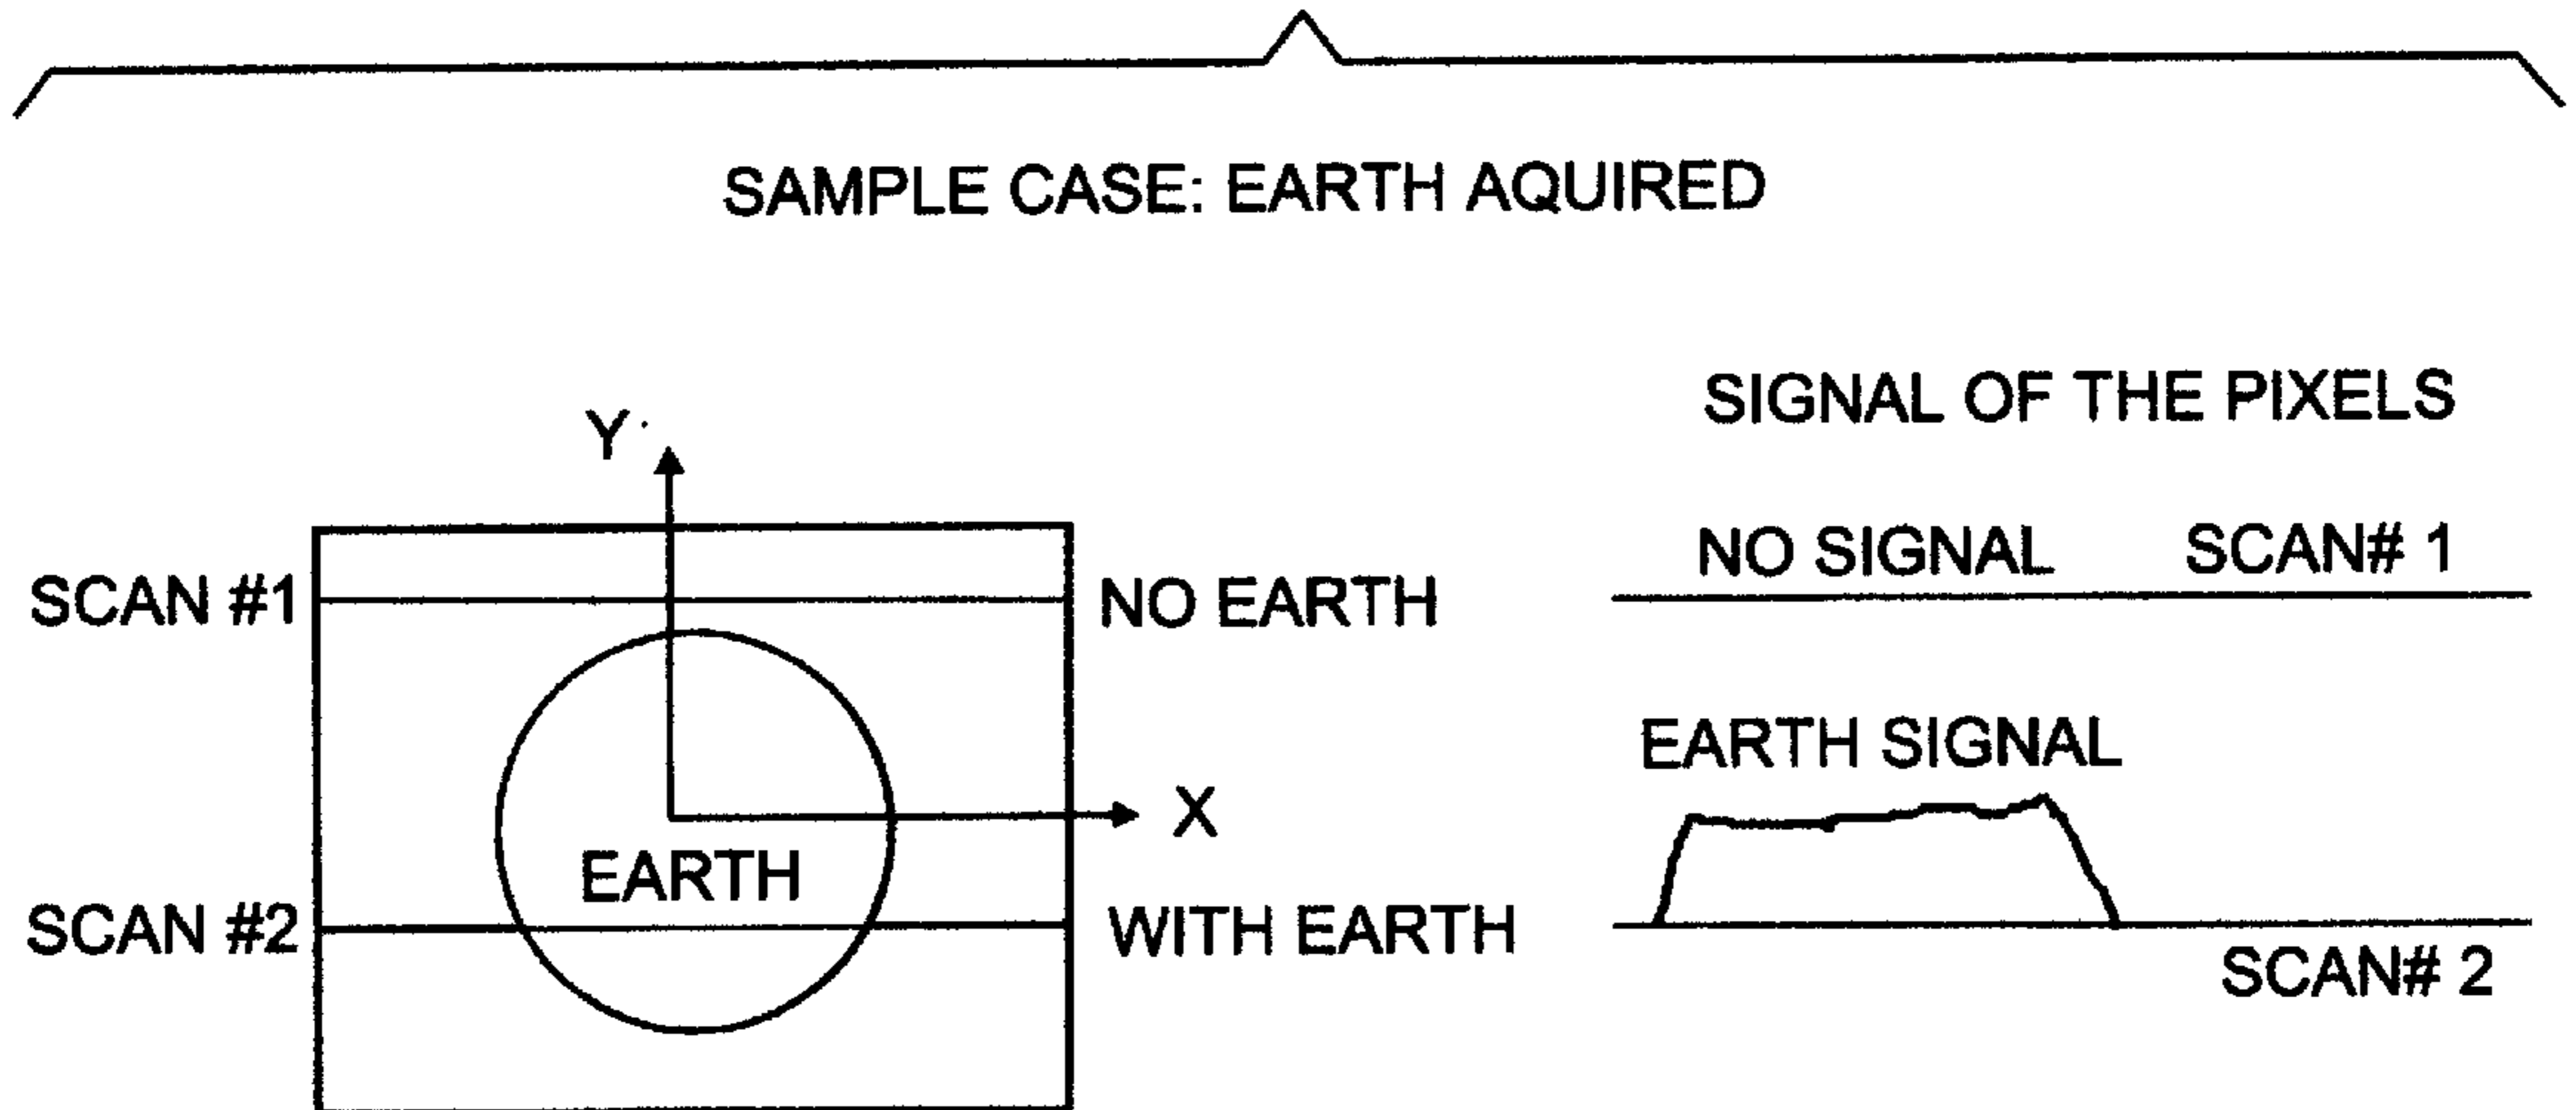 SAMPLE CASE: EARTH AQUIRED
SIGNAL OF THE PIXELS
Y
NO SIGNAL SCAN# 1
SCAN #1
NO EARTH
EARTH SIGNAL
X
EARTH
SCAN #2
WITH EARTH
SCAN# 2